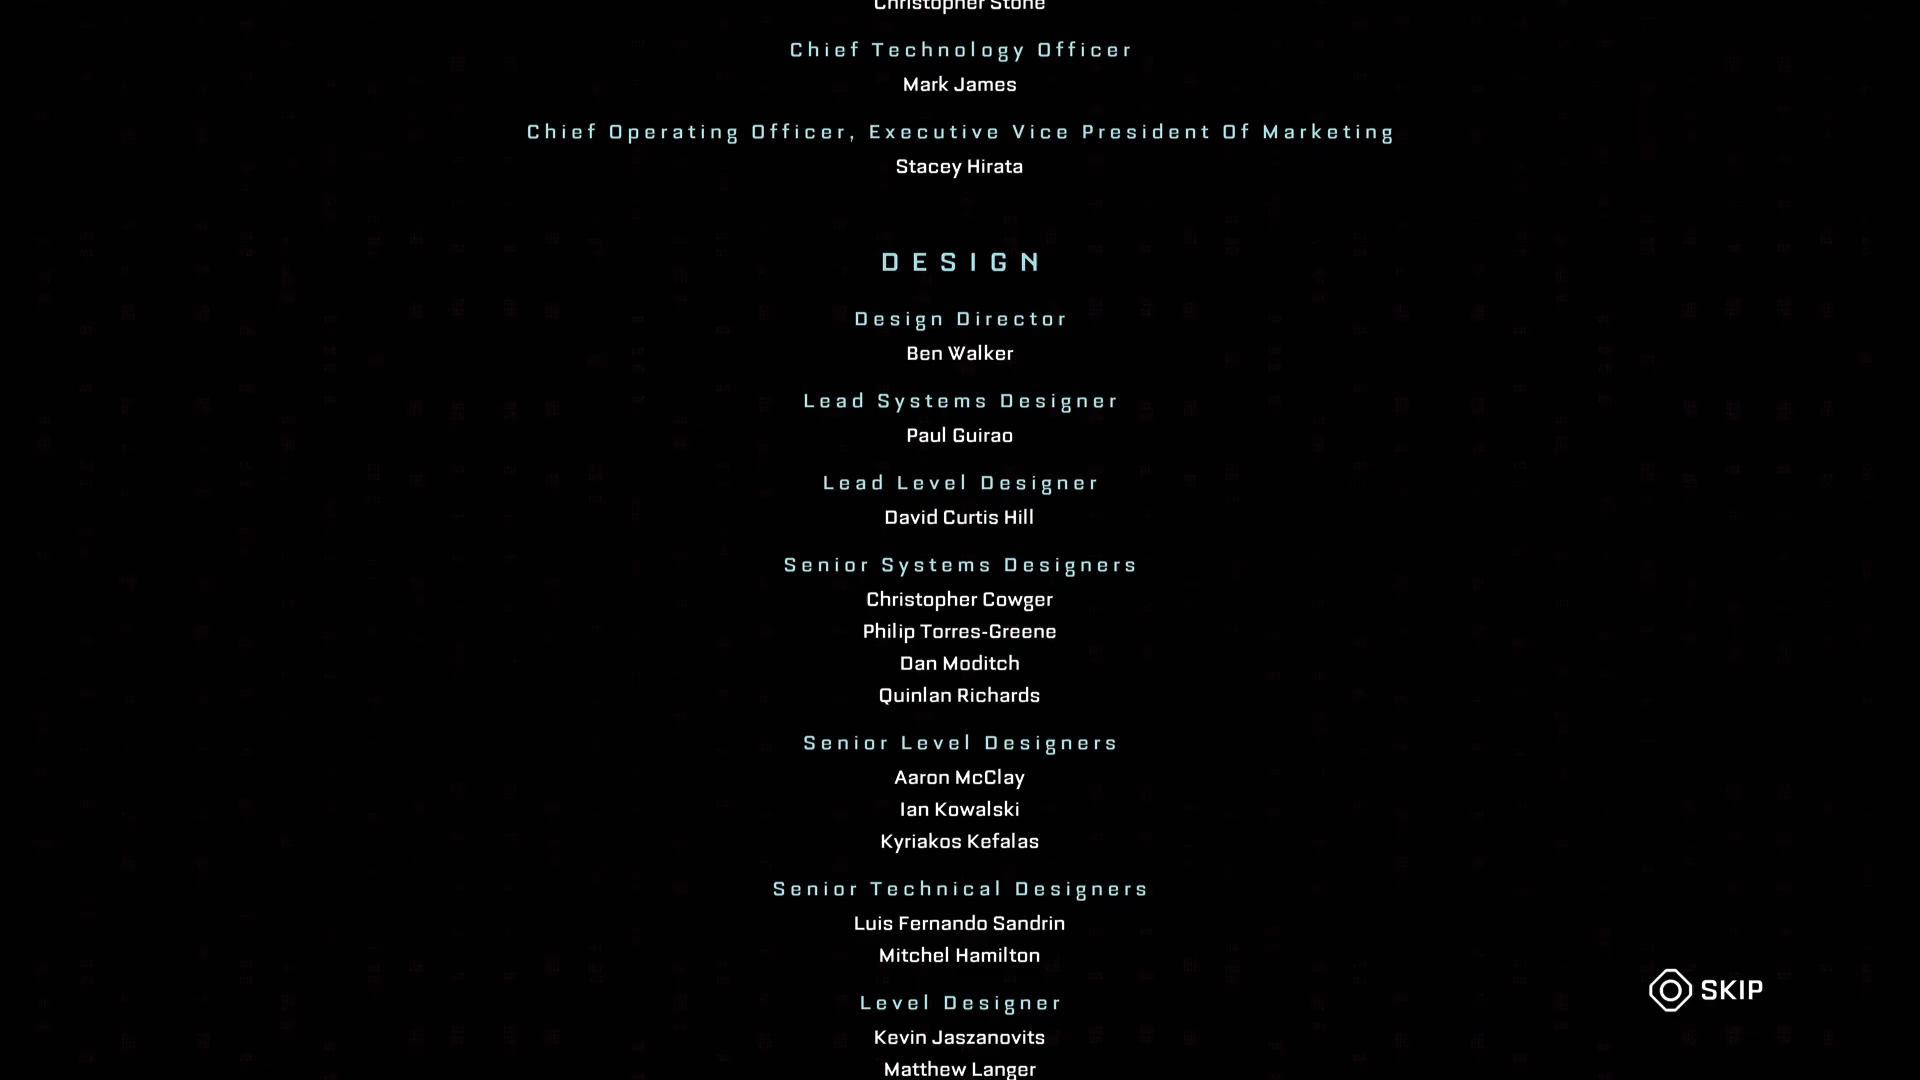 Christopher Stone
Chief Technology Officer
Mark James
Chief Operating Officer, Executive Vice President Of Marketing
Stacey Hirata
DESIGN
Design Director
Ben Walker
Lead Systems Designer
Paul Guirao
Lead Level Designer
David Curtis Hill
Senior Systems Designers
Christopher Cowger
Philip Torres-Greene
Dan Moditch
Quinlan Richards
Senior Level Designers
Aaron McClay
Ian Kowalski
Kyriakos Kefalas
Senior Technical Designers
Luis Fernando Sandrin
Mitchel Hamilton
SKIP
Level Designer
Kevin Jaszanovits
Matthew Langer